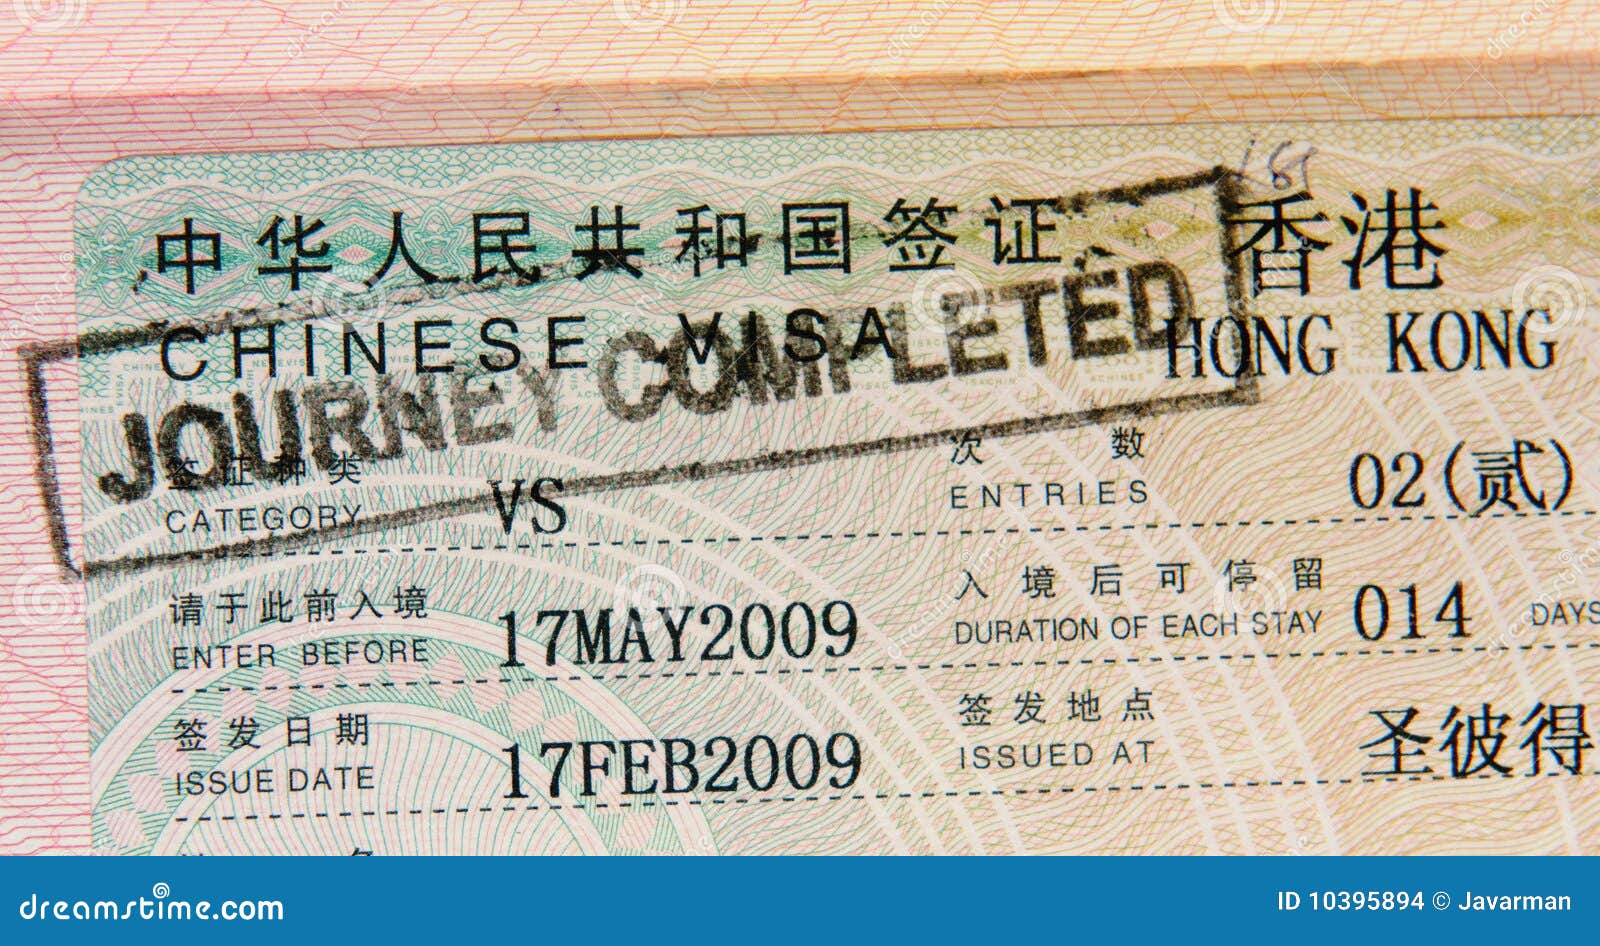 中华人民共和国签证 香港
CHINESE VISA HONG KONG
JOURNEY COMPLETED
签证种类 VS 次数 02(贰)
CATEGORY ENTRIES
请于此前入境 17MAY2009 入境后可停留 014 DAYS
ENTER BEFORE DURATION OF EACH STAY
签发日期 17FEB2009 签发地点 圣彼得
ISSUE DATE ISSUED AT
dreamstime.com ID 10395894 © Javarman